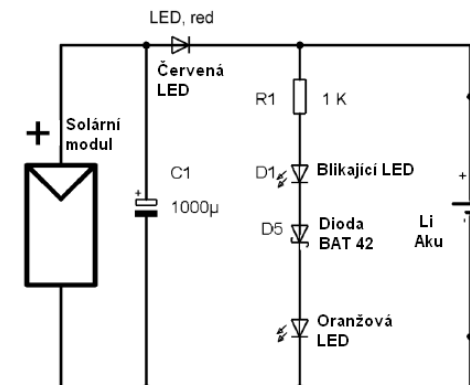 LED, red
Červená
LED
+
Solární
modul
R1
1 K
C1
+
1000µ
D1
Blikající LED
D5
Dioda
BAT 42
+
-
Li
Aku
Oranžová
LED